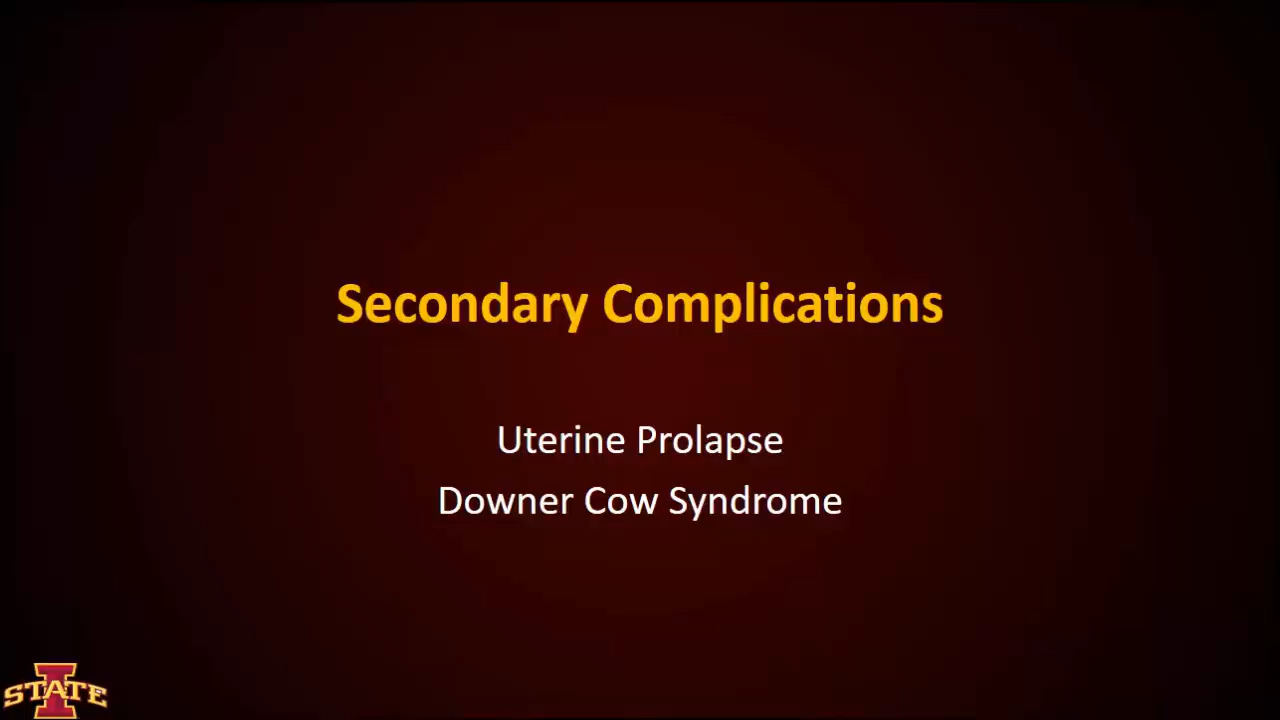 Secondary Complications
Uterine Prolapse
Downer Cow Syndrome
I
STATE